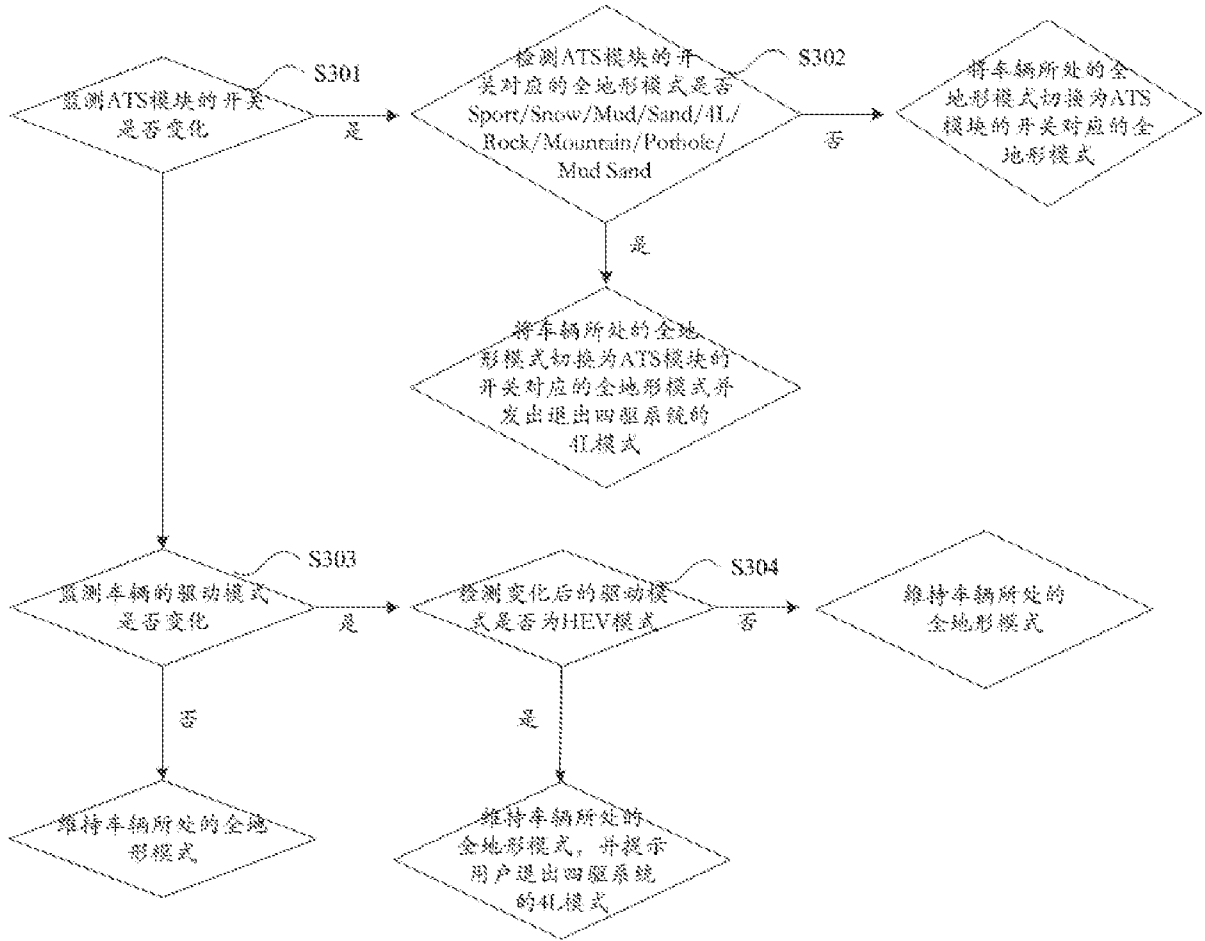 监测ATS模块的开关
是否变化
S301
是
检测ATS模块的开
关对应的全地形模式是否
Sport/Snow/Mud/Sand/4L/
Rock/Mountain/Pothole/
Mud Sand
S302
否
将车辆所处的全
地形模式切换为ATS
模块的开关对应的全
地形模式
是
将车辆所处的全地
形模式切换为ATS模块的
开关对应的全地形模式并
发出退出四驱系统的
4L模式
监测车辆的驱动模式
是否变化
S303
是
检测变化后的驱动模
式是否为HEV模式
S304
否
维持车辆所处的
全地形模式
否
是
维持车辆所处的全地
形模式
维持车辆所处的
全地形模式，并提示
用户退出四驱系统
的4L模式